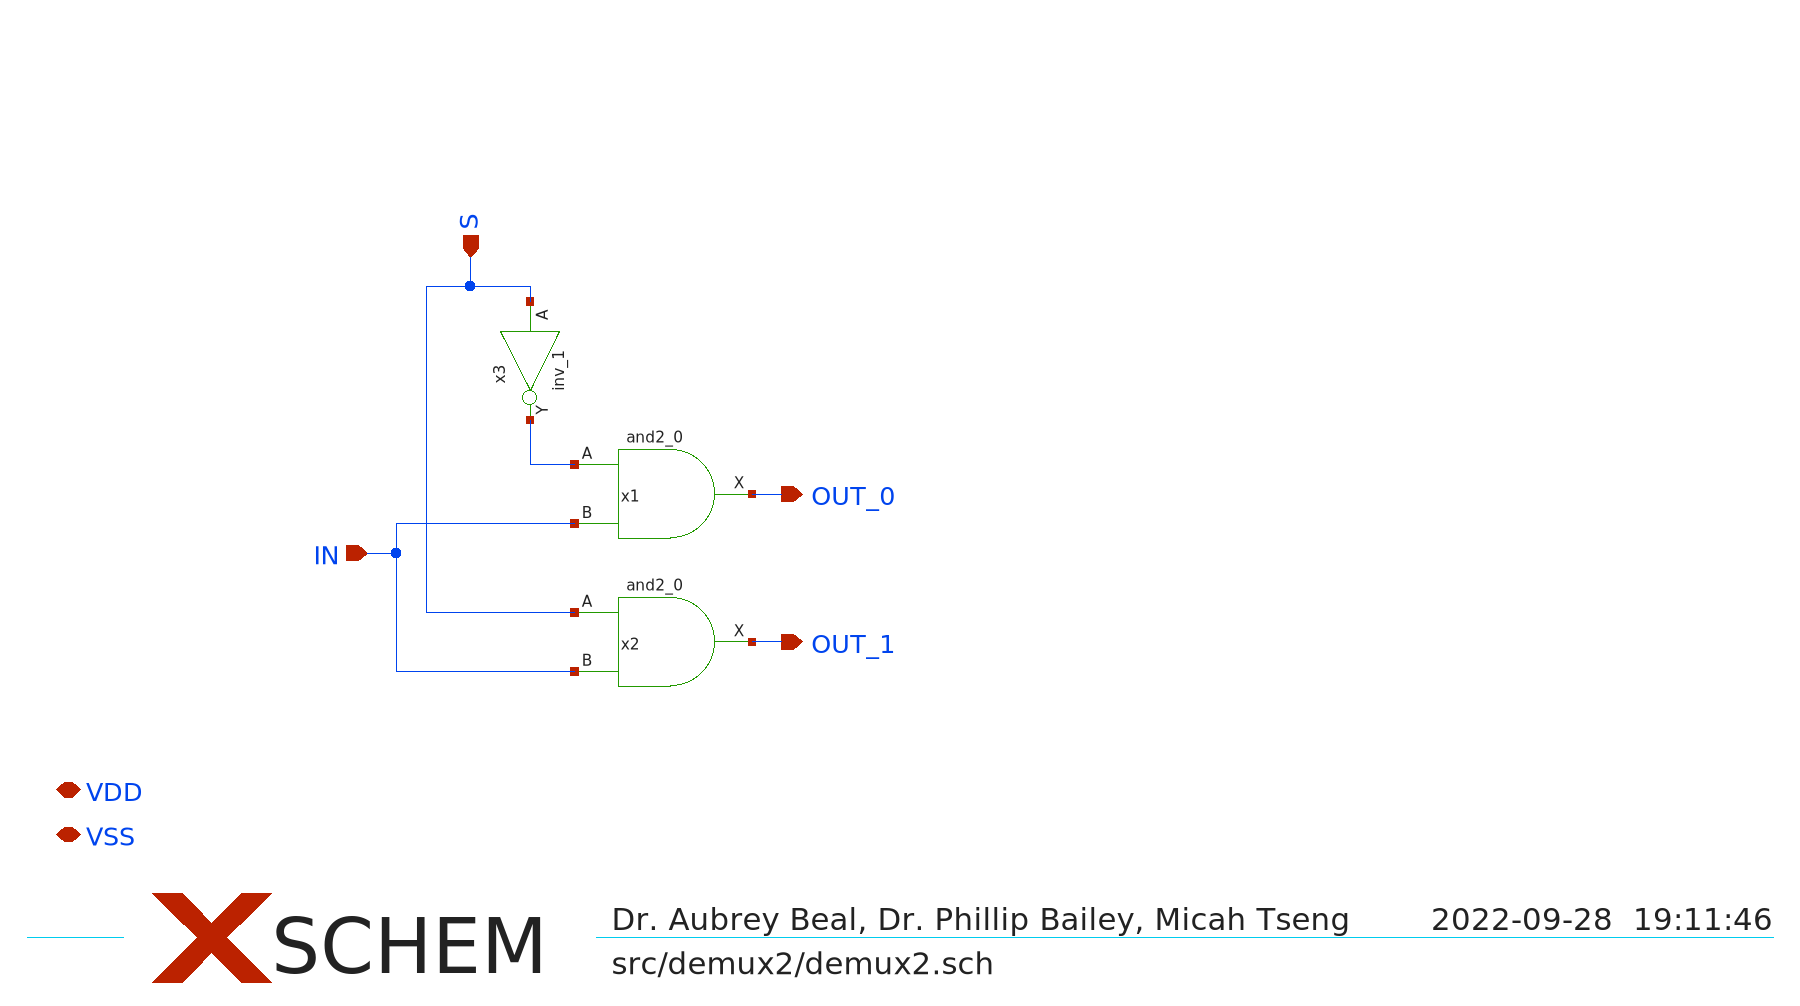 S
A
x3
inv_1
Y
and2_0
A
x1
B
X
OUT_0
IN
and2_0
A
x2
B
X
OUT_1
VDD
VSS
XSCHEM
Dr. Aubrey Beal, Dr. Phillip Bailey, Micah Tseng 2022-09-28 19:11:46
src/demux2/demux2.sch